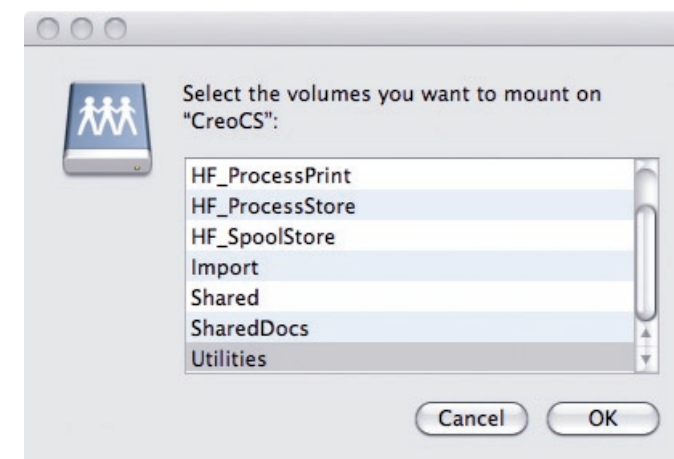 Select the volumes you want to mount on
“CreoCS”:
HF_ProcessPrint
HF_ProcessStore
HF_SpoolStore
Import
Shared
SharedDocs
Utilities
Cancel OK